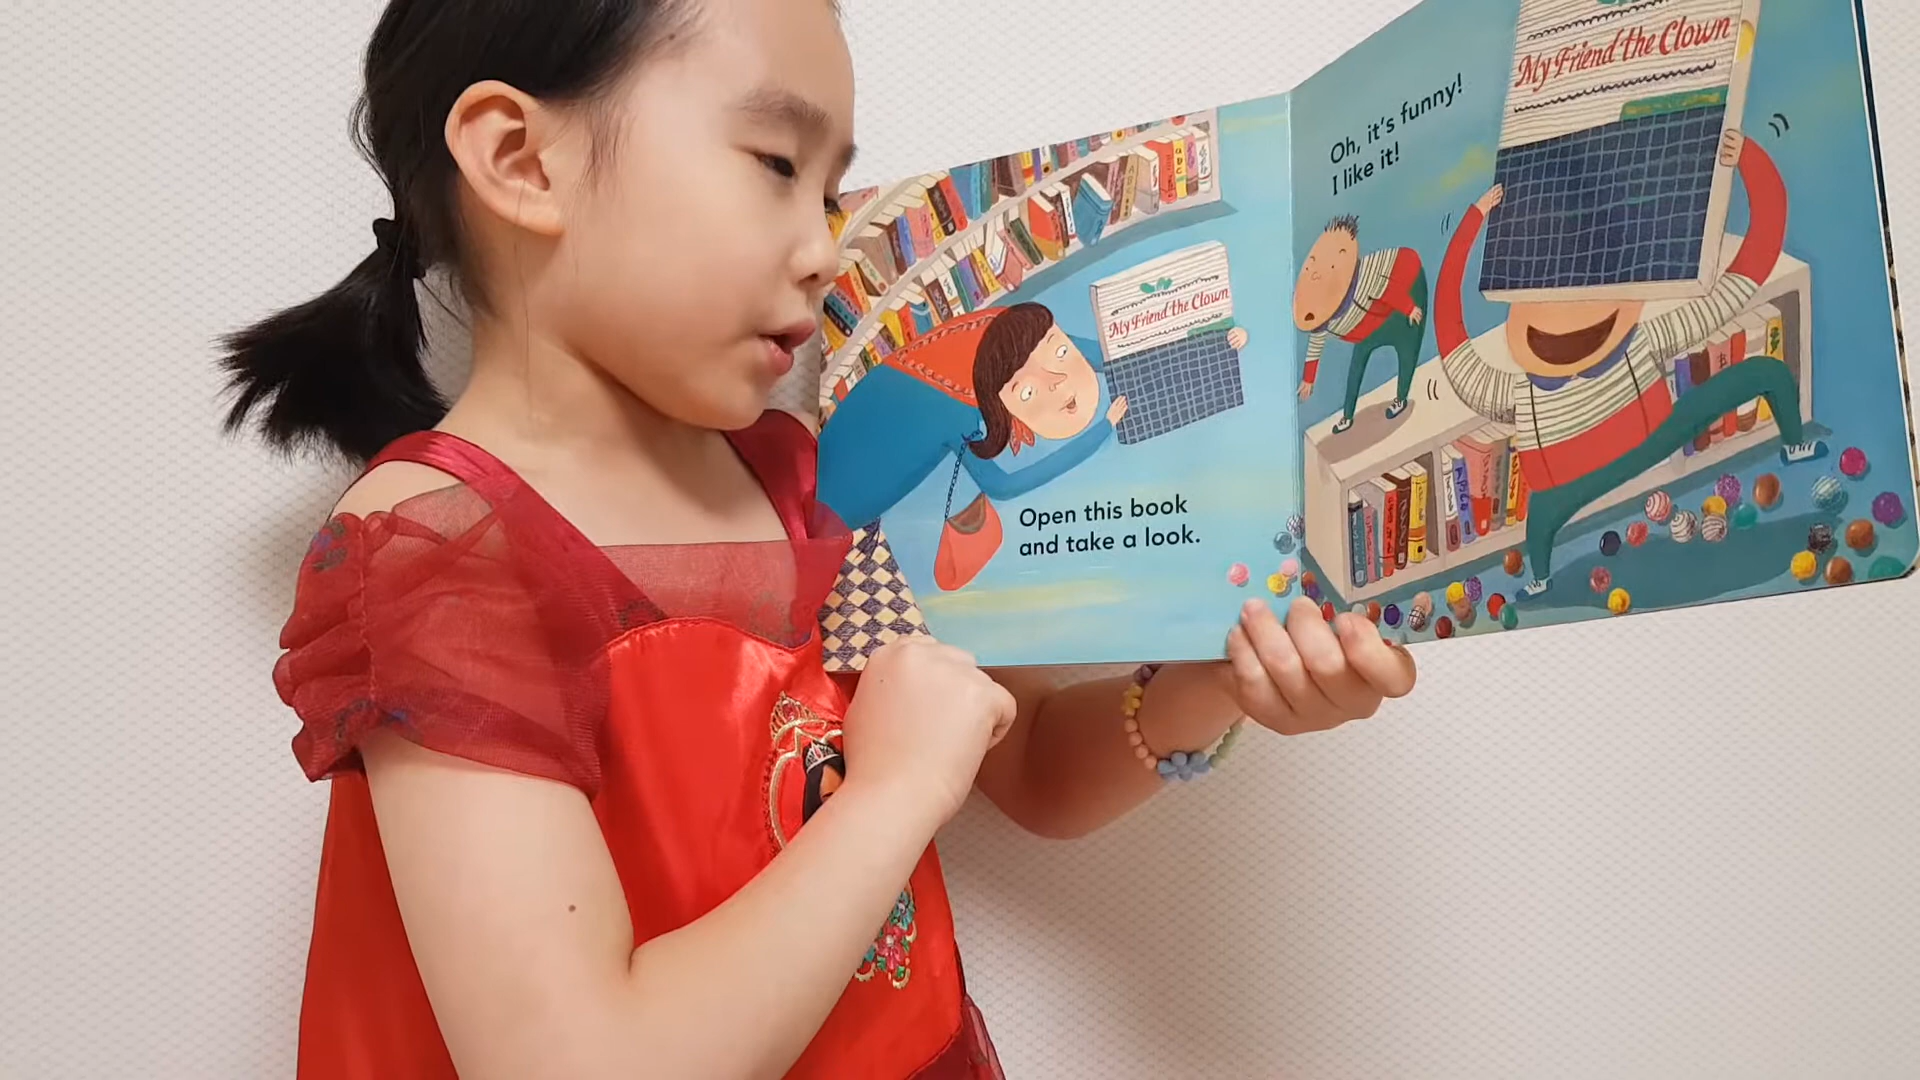 My Friend the Clown
Open this book
and take a look.
Oh, it's funny!
I like it!
My Friend the Clown